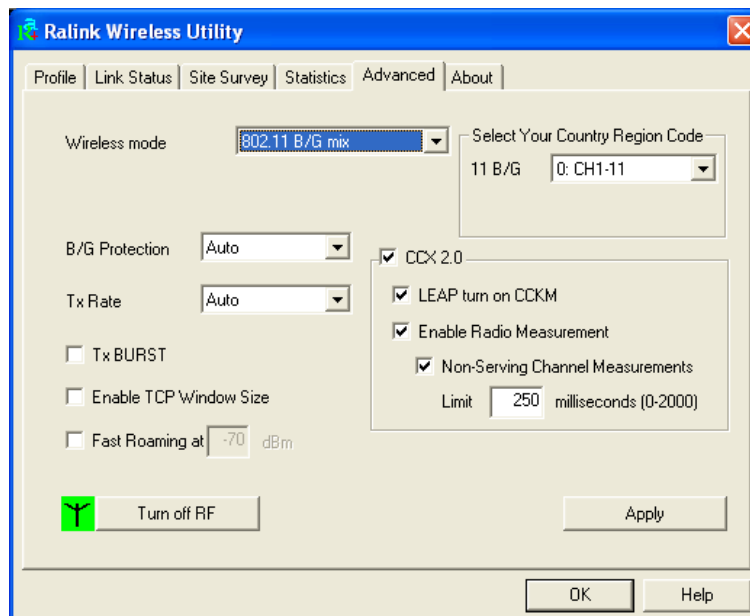 Ralink Wireless Utility
Profile Link Status Site Survey Statistics Advanced About
Wireless mode 802.11 B/G mix
Select Your Country Region Code
11 B/G 0: CH1-11
B/G Protection Auto
Tx Rate Auto
Tx BURST
Enable TCP Window Size
Fast Roaming at -70 dBm
CCX 2.0
LEAP turn on CCKM
Enable Radio Measurement
Non-Serving Channel Measurements
Limit 250 milliseconds (0-2000)
Turn off RF Apply
OK Help